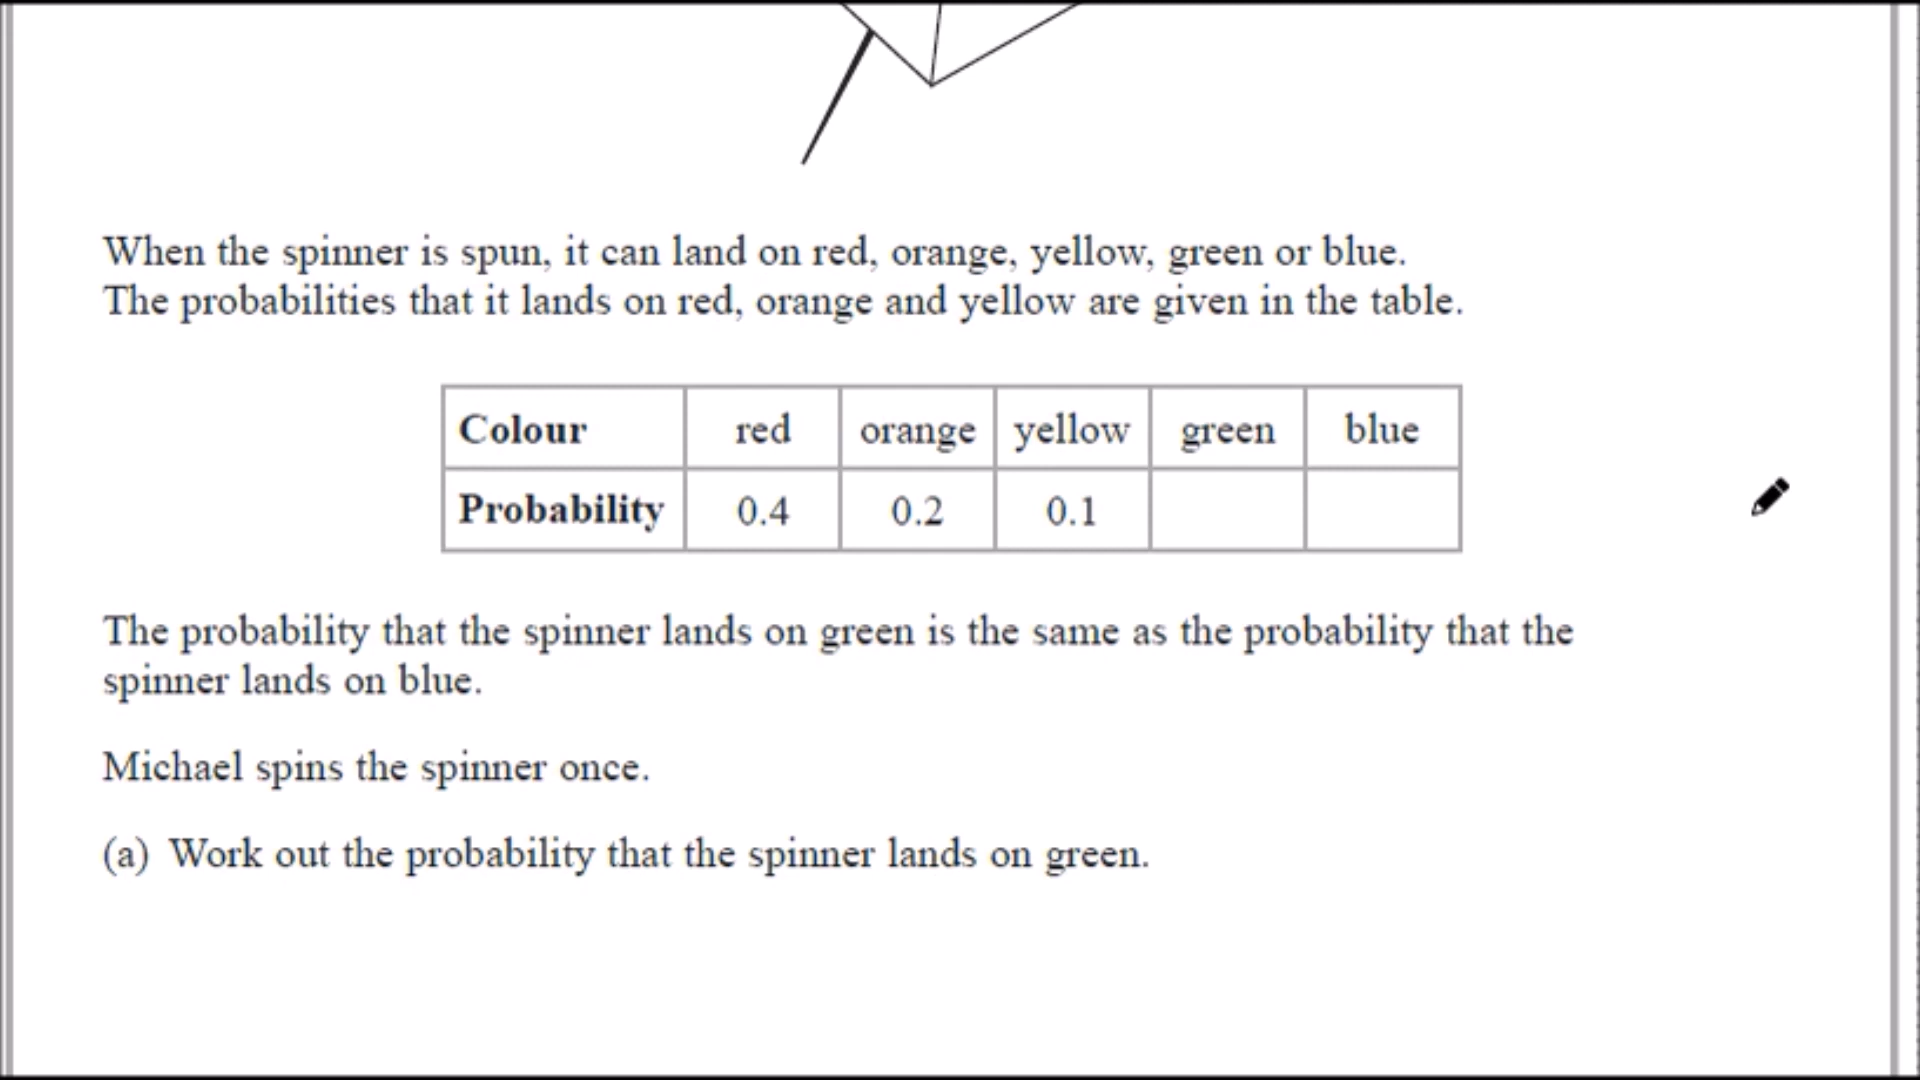 When the spinner is spun, it can land on red, orange, yellow, green or blue.
The probabilities that it lands on red, orange and yellow are given in the table.
Colour red orange yellow green blue
Probability 0.4 0.2 0.1
The probability that the spinner lands on green is the same as the probability that the
spinner lands on blue.
Michael spins the spinner once.
(a) Work out the probability that the spinner lands on green.